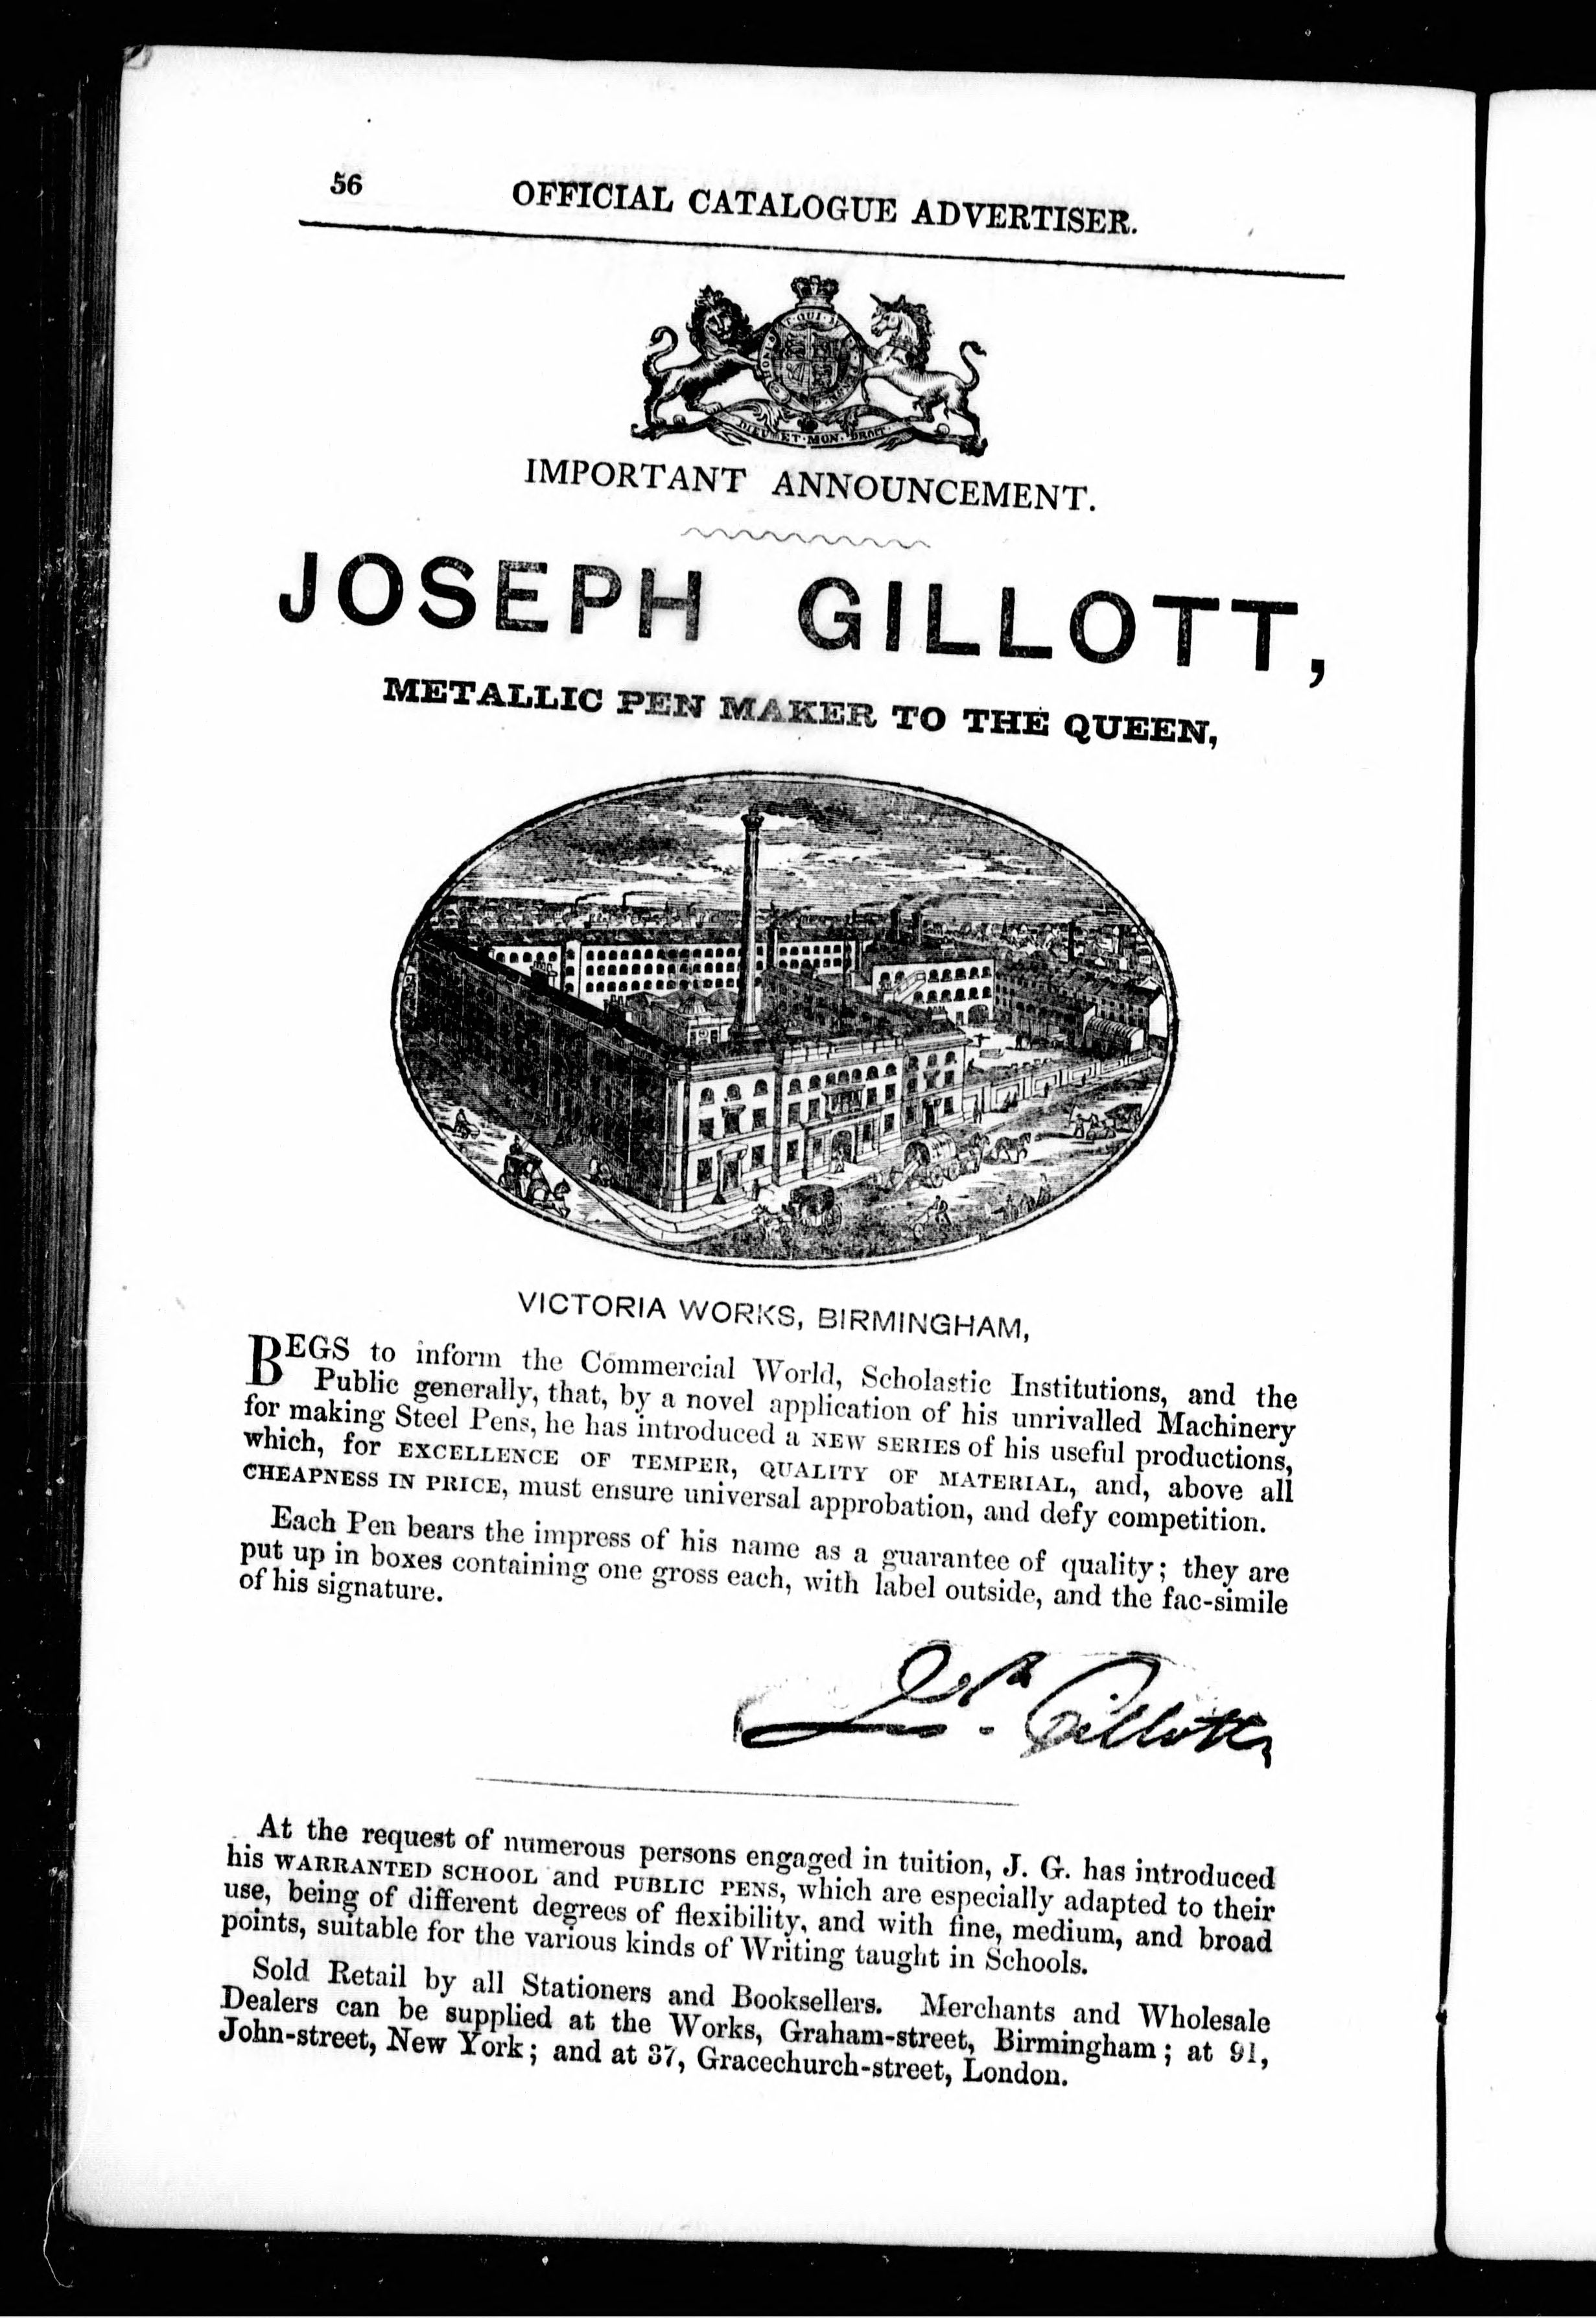 56 OFFICIAL CATALOGUE ADVERTISER.
DIEU ET MON DROIT
IMPORTANT ANNOUNCEMENT.
JOSEPH GILLOTT,
METALLIC PEN MAKER TO THE QUEEN,
VICTORIA WORKS, BIRMINGHAM,
BEGS to inform the Commercial World, Scholastic Institutions, and the
Public generally, that, by a novel application of his unrivalled Machinery
for making Steel Pens, he has introduced a NEW SERIES of his useful productions,
which, for EXCELLENCE OF TEMPER, QUALITY OF MATERIAL, and, above all
CHEAPNESS IN PRICE, must ensure universal approbation, and defy competition.
Each Pen bears the impress of his name as a guarantee of quality; they are
put up in boxes containing one gross each, with label outside, and the fac-simile
of his signature.
Jos. Gillott
At the request of numerous persons engaged in tuition, J. G. has introduced
his WARRANTED SCHOOL and PUBLIC PENS, which are especially adapted to their
use, being of different degrees of flexibility, and with fine, medium, and broad
points, suitable for the various kinds of Writing taught in Schools.
Sold Retail by all Stationers and Booksellers. Merchants and Wholesale
Dealers can be supplied at the Works, Graham-street, Birmingham; at 91,
John-street, New York; and at 37, Gracechurch-street, London.